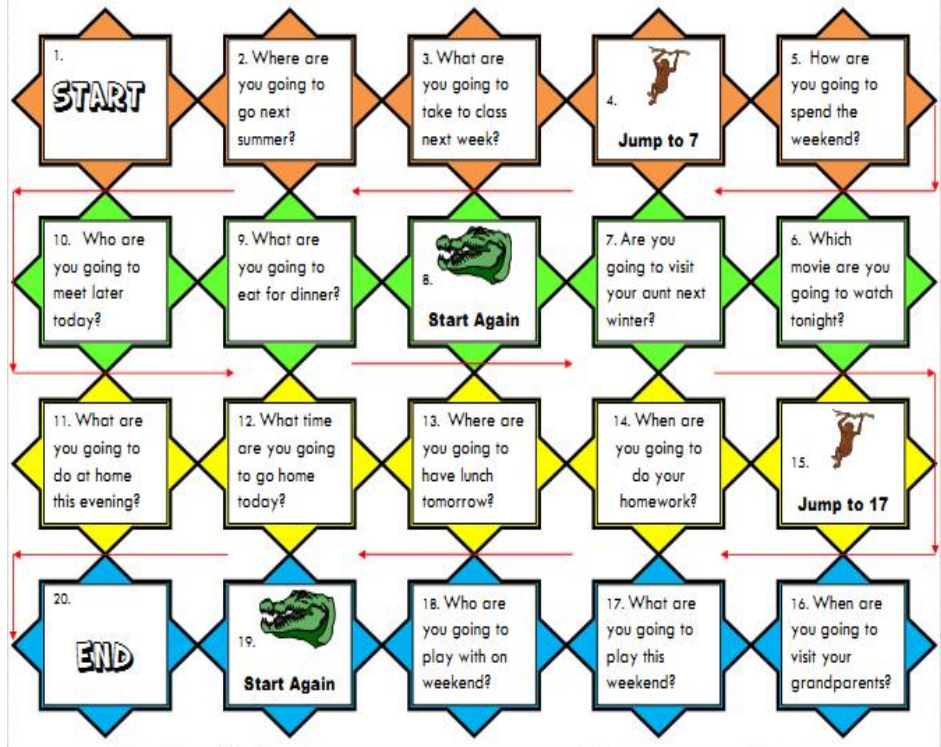 1.
START
2. Where are
you going to
go next
summer?
3. What are
you going to
take to class
next week?
4.
Jump to 7
5. How are
you going to
spend the
weekend?
10. Who are
you going to
meet later
today?
9. What are
you going to
eat for dinner?
8.
Start Again
7. Are you
going to visit
your aunt next
winter?
6. Which
movie are you
going to watch
tonight?
11. What are
you going to
do at home
this evening?
12. What time
are you going
to go home
today?
13. Where are
you going to
have lunch
tomorrow?
14. When are
you going to
do your
homework?
15.
Jump to 17
20.
END
19.
Start Again
18. Who are
you going to
play with on
weekend?
17. What are
you going to
play this
weekend?
16. When are
you going to
visit your
grandparents?